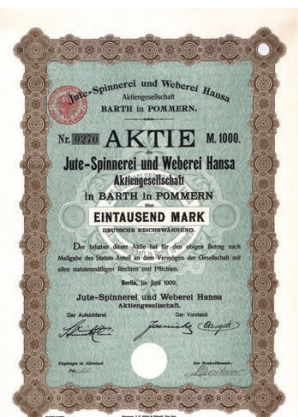 Jute-Spinnerei und Weberei Hansa
Aktiengesellschaft
BARTH in POMMERN.
Nr. 0270 AKTIE M. 1000.
der
Jute-Spinnerei und Weberei Hansa
Aktiengesellschaft
in BARTH in POMMERN
über
EINTAUSEND MARK
DEUTSCHE REICHSWÄHRUNG.
Der Inhaber dieser Aktie hat für den obigen Betrag nach
Maßgabe des Statuts Anteil an dem Vermögen der Gesellschaft mit
allen statutenmäßigen Rechten und Pflichten.
Berlin, im Juni 1909.
Jute-Spinnerei und Weberei Hansa
Aktiengesellschaft.
Der Aufsichtsrat. Der Vorstand
Eingetragen im Aktienbuch
Der Kontrollbeamte: